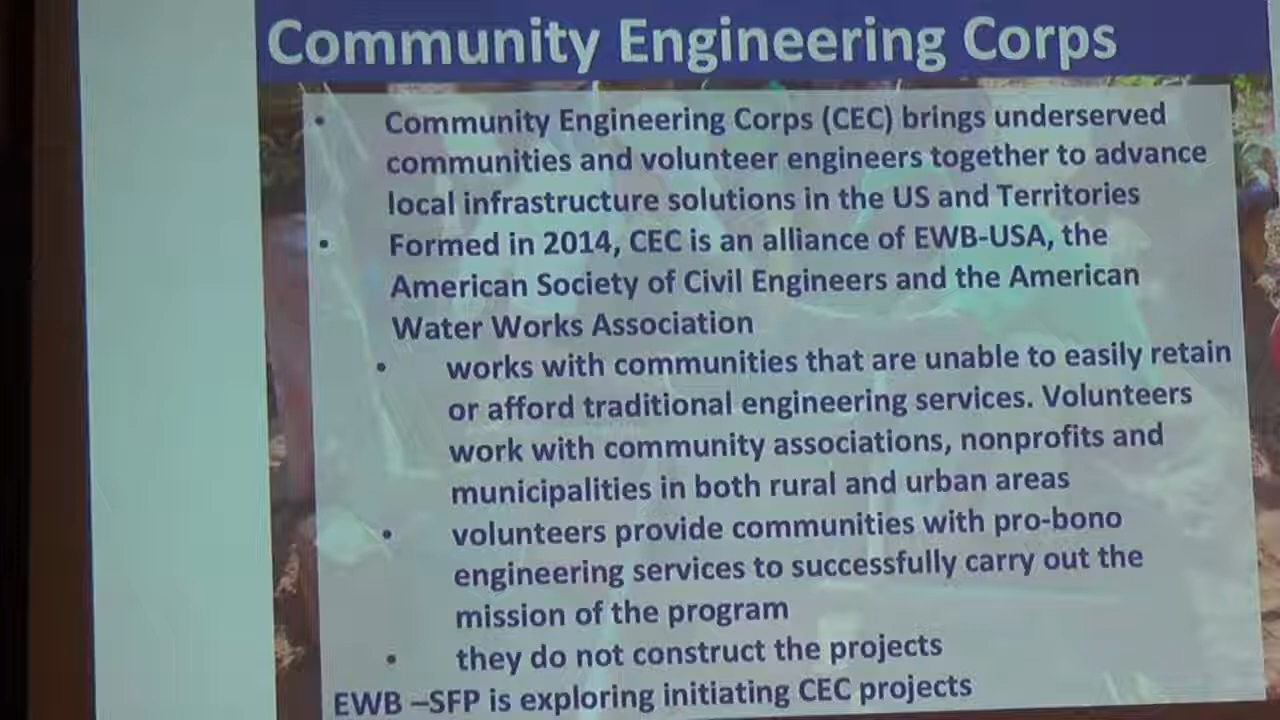 Community Engineering Corps
• Community Engineering Corps (CEC) brings underserved
communities and volunteer engineers together to advance
local infrastructure solutions in the US and Territories
• Formed in 2014, CEC is an alliance of EWB-USA, the
American Society of Civil Engineers and the American
Water Works Association
• works with communities that are unable to easily retain
or afford traditional engineering services. Volunteers
work with community associations, nonprofits and
municipalities in both rural and urban areas
• volunteers provide communities with pro-bono
engineering services to successfully carry out the
mission of the program
• they do not construct the projects
EWB –SFP is exploring initiating CEC projects